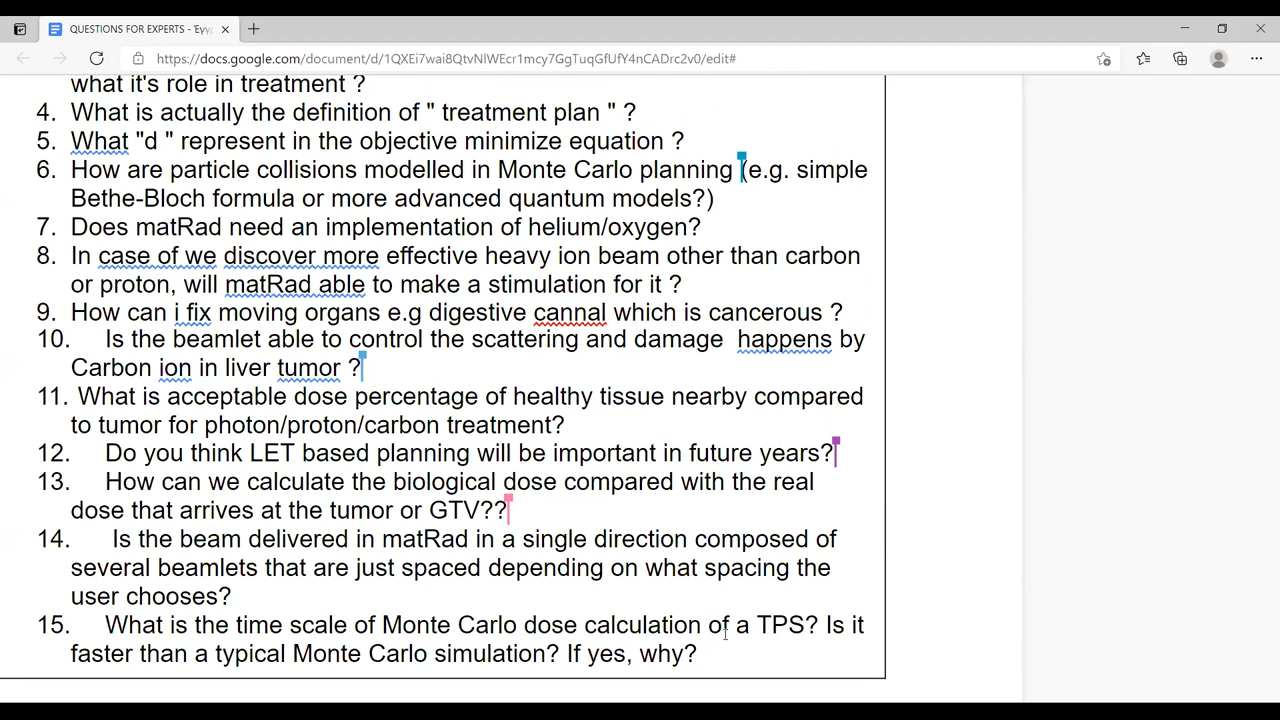 QUESTIONS FOR EXPERTS - Έγγ
https://docs.google.com/document/d/1QXEi7wai8QtvNlWEcr1mcy7GgTuqGfUfY4nCADrc2v0/edit#
what it's role in treatment ?
4. What is actually the definition of " treatment plan " ?
5. What "d " represent in the objective minimize equation ?
6. How are particle collisions modelled in Monte Carlo planning (e.g. simple
Bethe-Bloch formula or more advanced quantum models?)
7. Does matRad need an implementation of helium/oxygen?
8. In case of we discover more effective heavy ion beam other than carbon
or proton, will matRad able to make a stimulation for it ?
9. How can i fix moving organs e.g digestive cannal which is cancerous ?
10. Is the beamlet able to control the scattering and damage happens by
Carbon ion in liver tumor ?
11. What is acceptable dose percentage of healthy tissue nearby compared
to tumor for photon/proton/carbon treatment?
12. Do you think LET based planning will be important in future years?
13. How can we calculate the biological dose compared with the real
dose that arrives at the tumor or GTV??
14. Is the beam delivered in matRad in a single direction composed of
several beamlets that are just spaced depending on what spacing the
user chooses?
15. What is the time scale of Monte Carlo dose calculation of a TPS? Is it
faster than a typical Monte Carlo simulation? If yes, why?